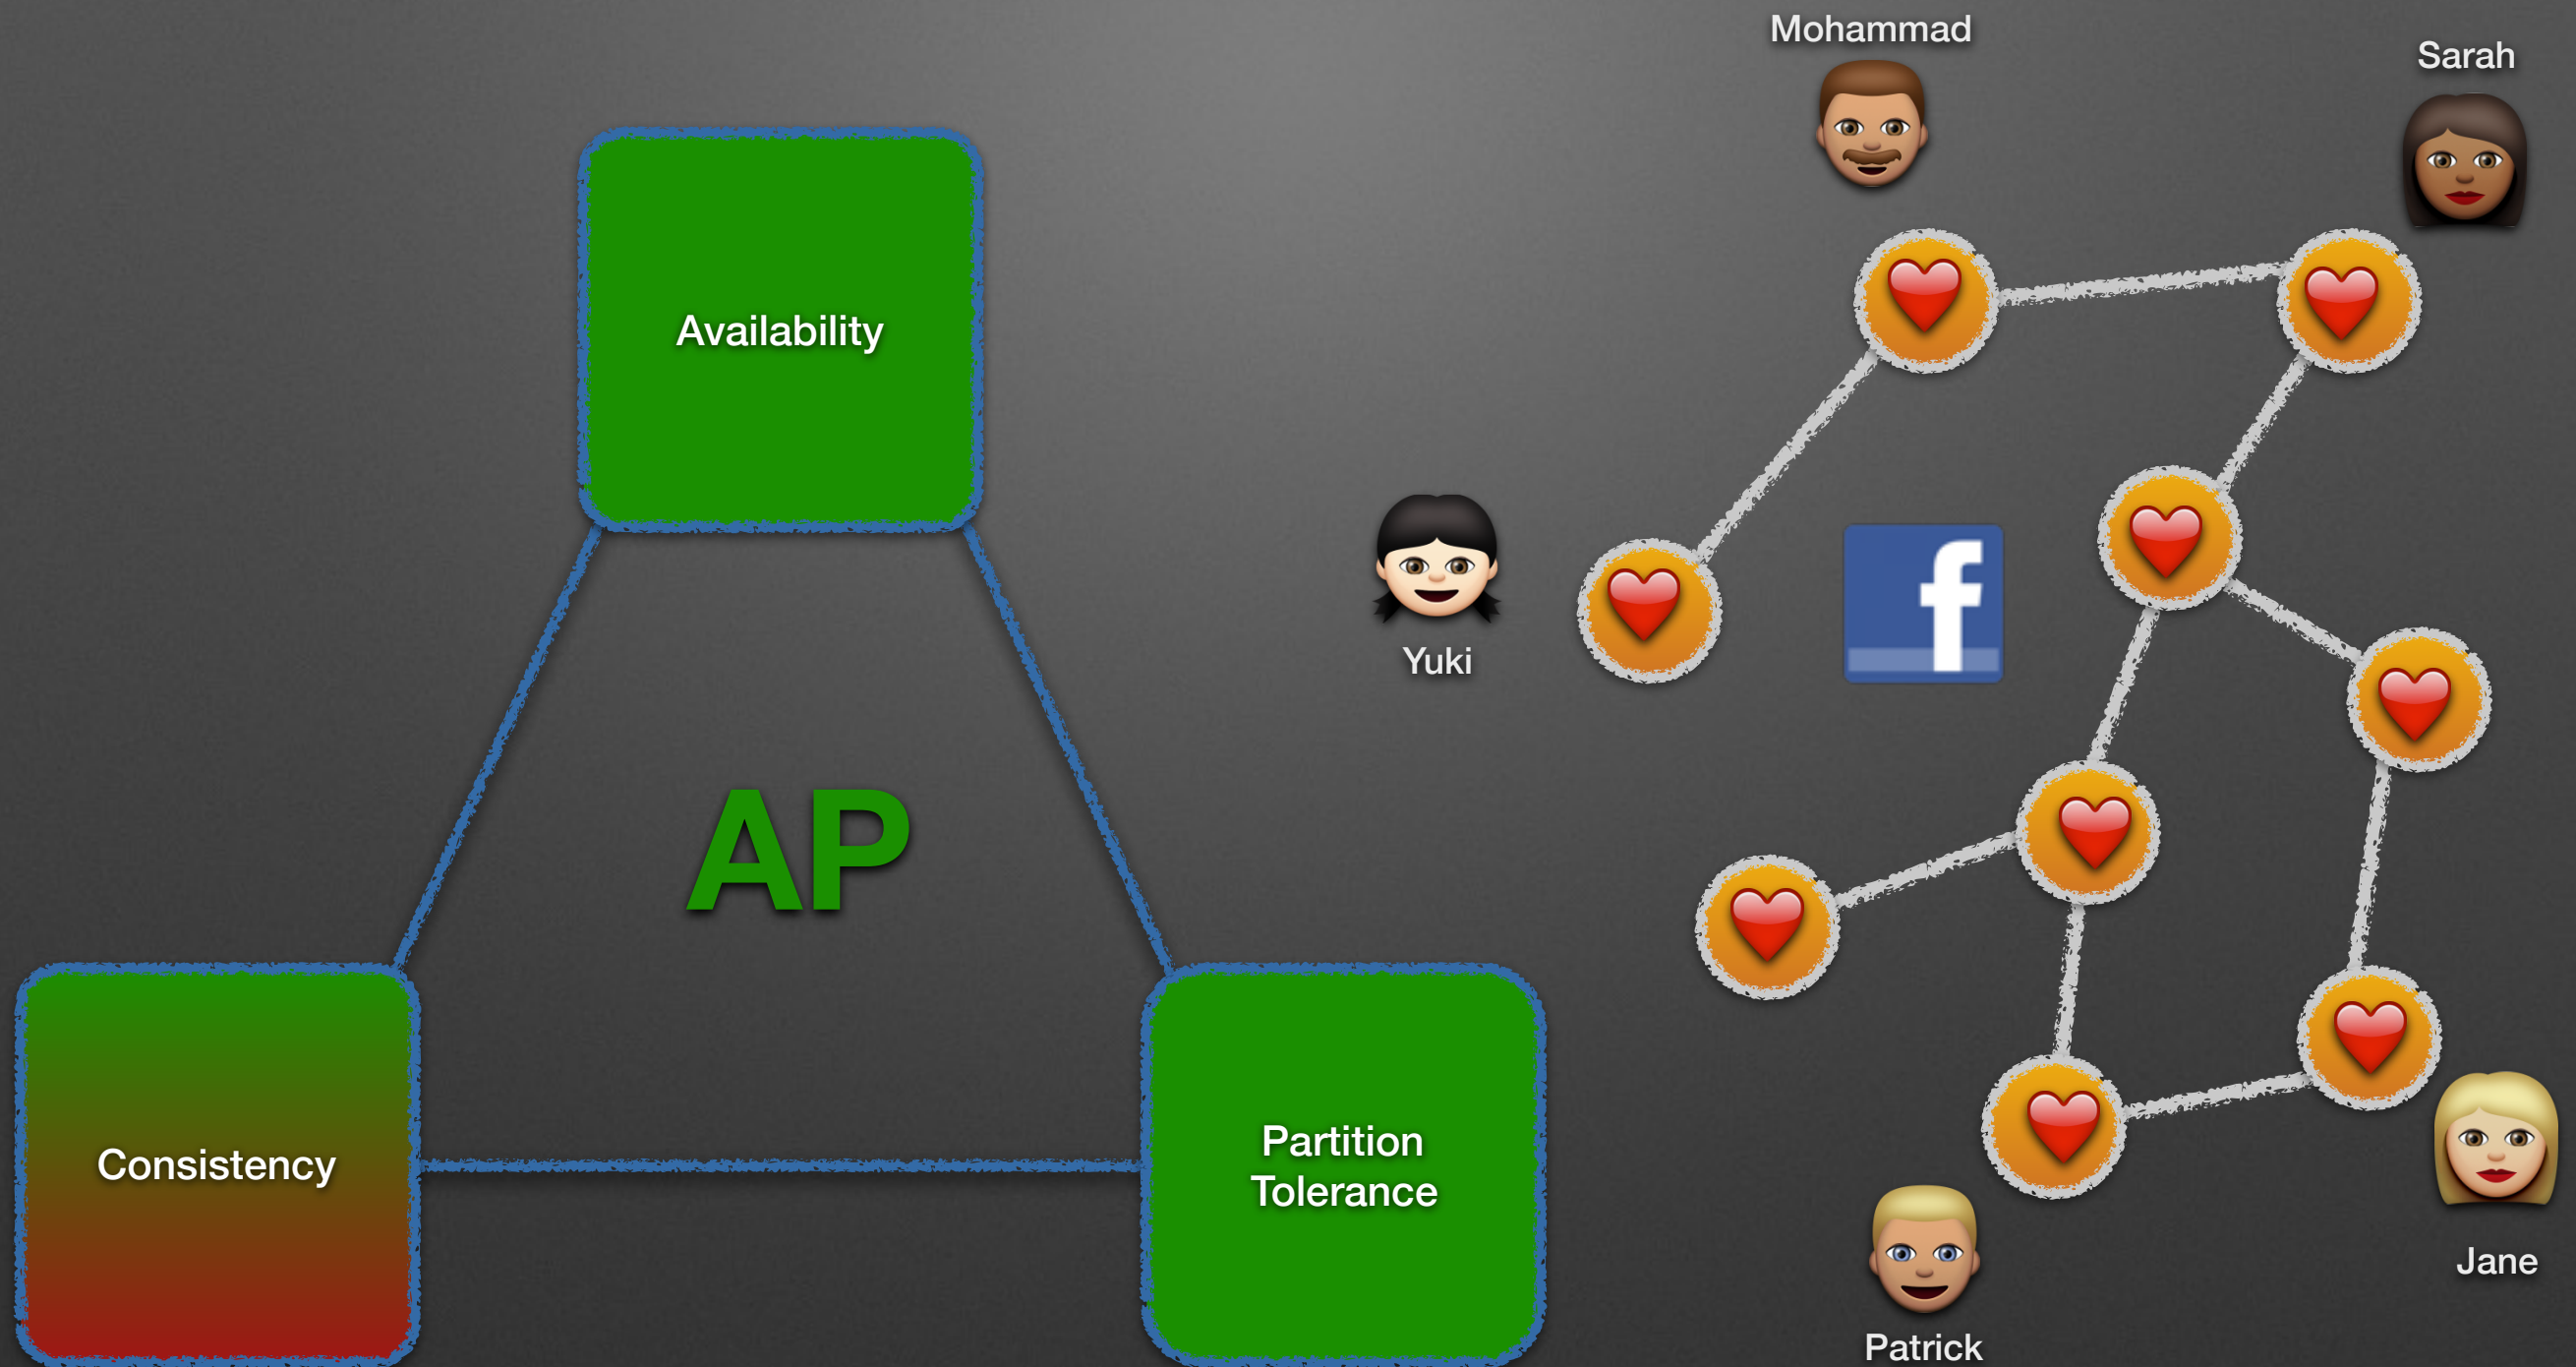 Availability
AP
Consistency
Partition
Tolerance
Mohammad
Sarah
Yuki
f
Jane
Patrick